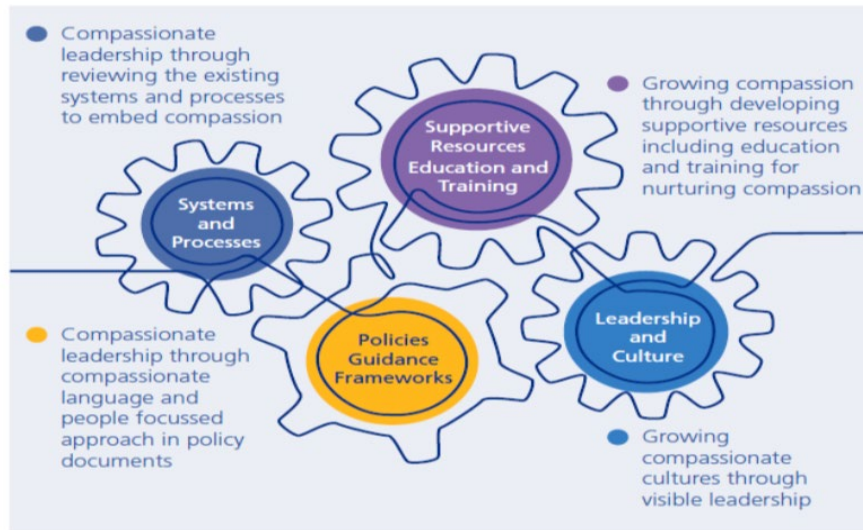 Compassionate
leadership through
reviewing the existing
systems and processes
to embed compassion
Supportive
Resources
Education and
Training
Growing compassion
through developing
supportive resources
including education
and training for
nurturing compassion
Systems
and
Processes
Policies
Guidance
Frameworks
Leadership
and
Culture
Compassionate
leadership through
compassionate
language and
people focussed
approach in policy
documents
Growing
compassionate
cultures through
visible leadership